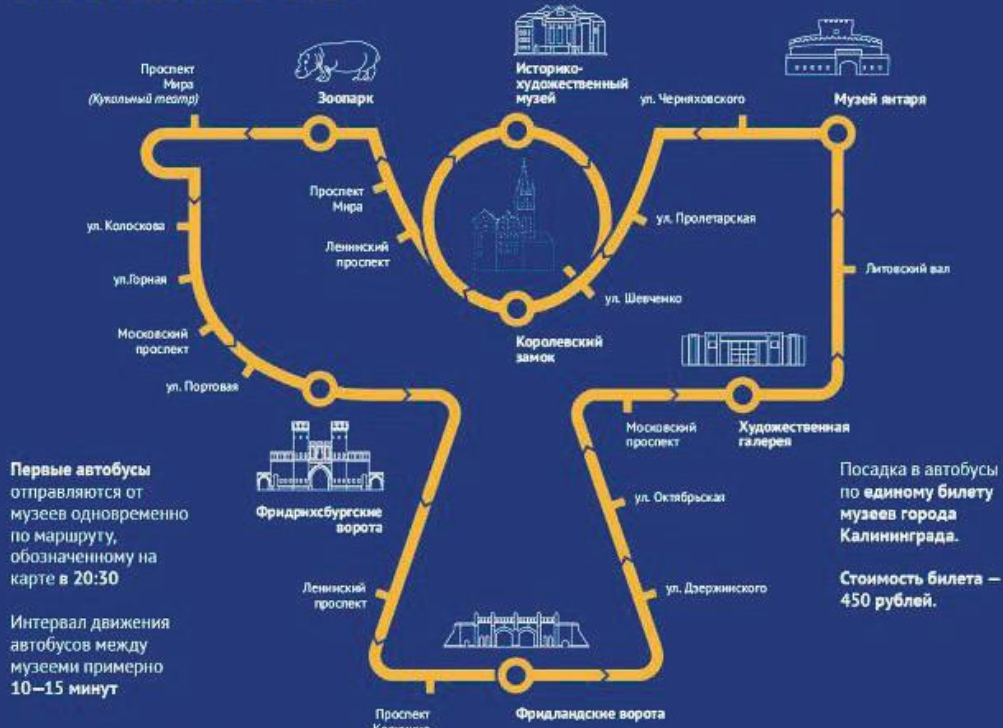 Историко-
художественный
музей
Проспект
Мира
(Кукальный театр)
Зоопарк
ул. Черняховского
Музей янтаря
Проспект
Мира
ул. Пролетарская
ул. Колоскова
Ленинский
проспект
Литовский вал
ул.Горная
ул. Шевченко
Московский
проспект
Королевский
замок
ул. Портовая
Московский
проспект
Художественная
галерея
Первые автобусы
отправляются от
музеев одновременно
по маршруту,
обозначенному на
карте в 20:30
Интервал движения
автобусов между
музеями примерно
10—15 минут
Фридрихсбургские
ворота
ул. Октябрьская
Посадка в автобусы
по единому билету
музеев города
Калининграда.
Стоимость билета —
450 рублей.
Ленинский
проспект
ул. Дзержинского
Проспект
Фридландские ворота